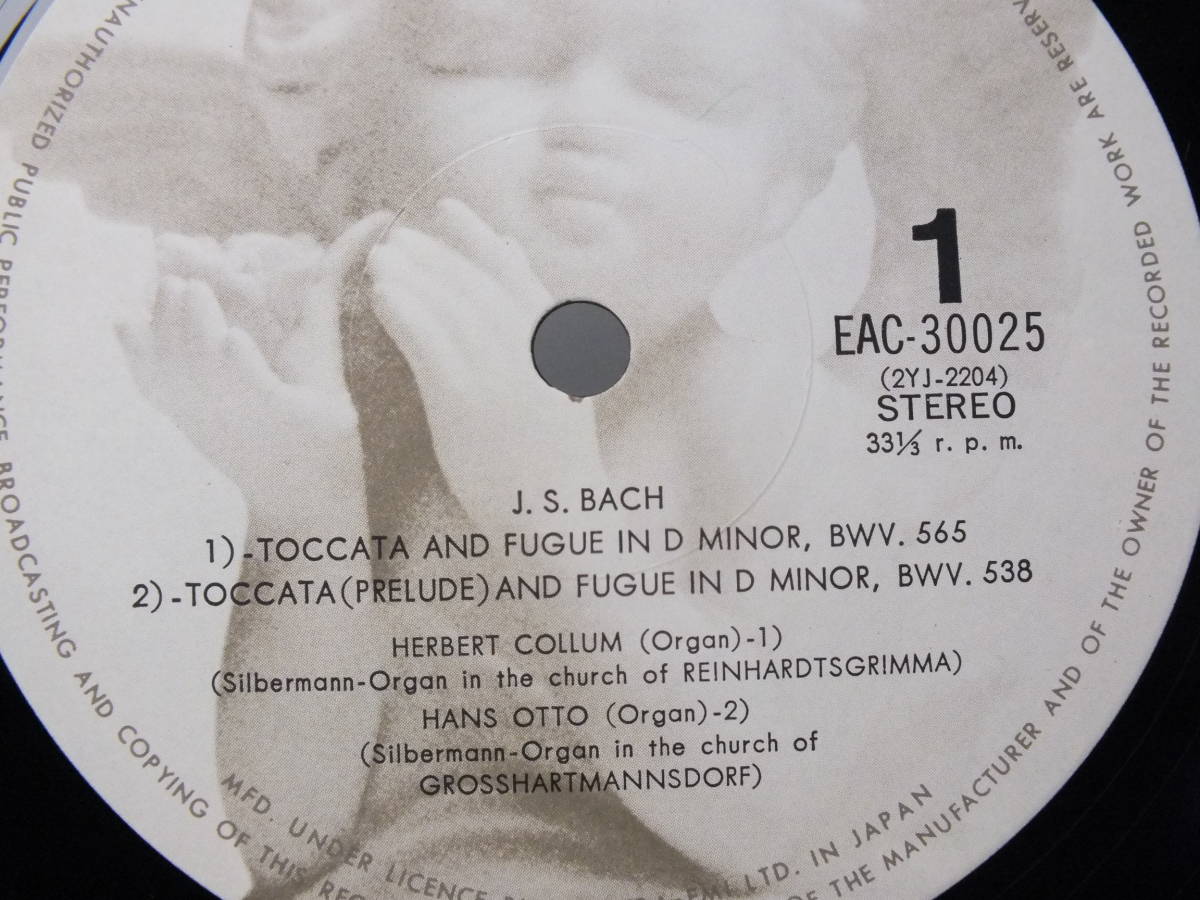 1
EAC-30025
(2YJ-2204)
STEREO
33⅓ r. p. m.
J. S. BACH
1)-TOCCATA AND FUGUE IN D MINOR, BWV. 565
2)-TOCCATA(PRELUDE) AND FUGUE IN D MINOR, BWV. 538
HERBERT COLLUM (Organ)-1)
(Silbermann-Organ in the church of REINHARDTSGRIMMA)
HANS OTTO (Organ)-2)
(Silbermann-Organ in the church of
GROSSHARTMANNSDORF)
MFD. UNDER LICENCE LTD. IN JAPAN
OF THE MANUFACTURER AND OF THE OWNER OF THE RECORDED WORK ARE
PUBLIC PERFORMANCE BROADCASTING AND COPYING OF THIS